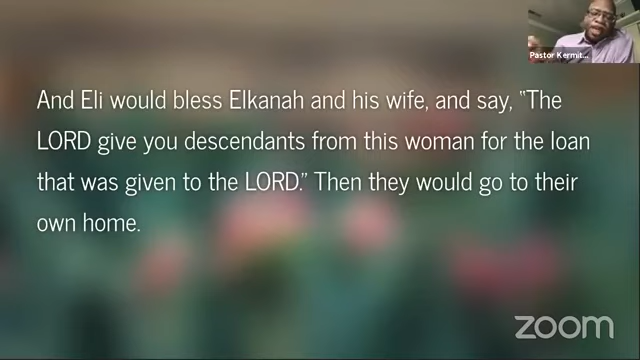 Pastor Kermit...
And Eli would bless Elkanah and his wife, and say, "The
LORD give you descendants from this woman for the loan
that was given to the LORD." Then they would go to their
own home.
zoom